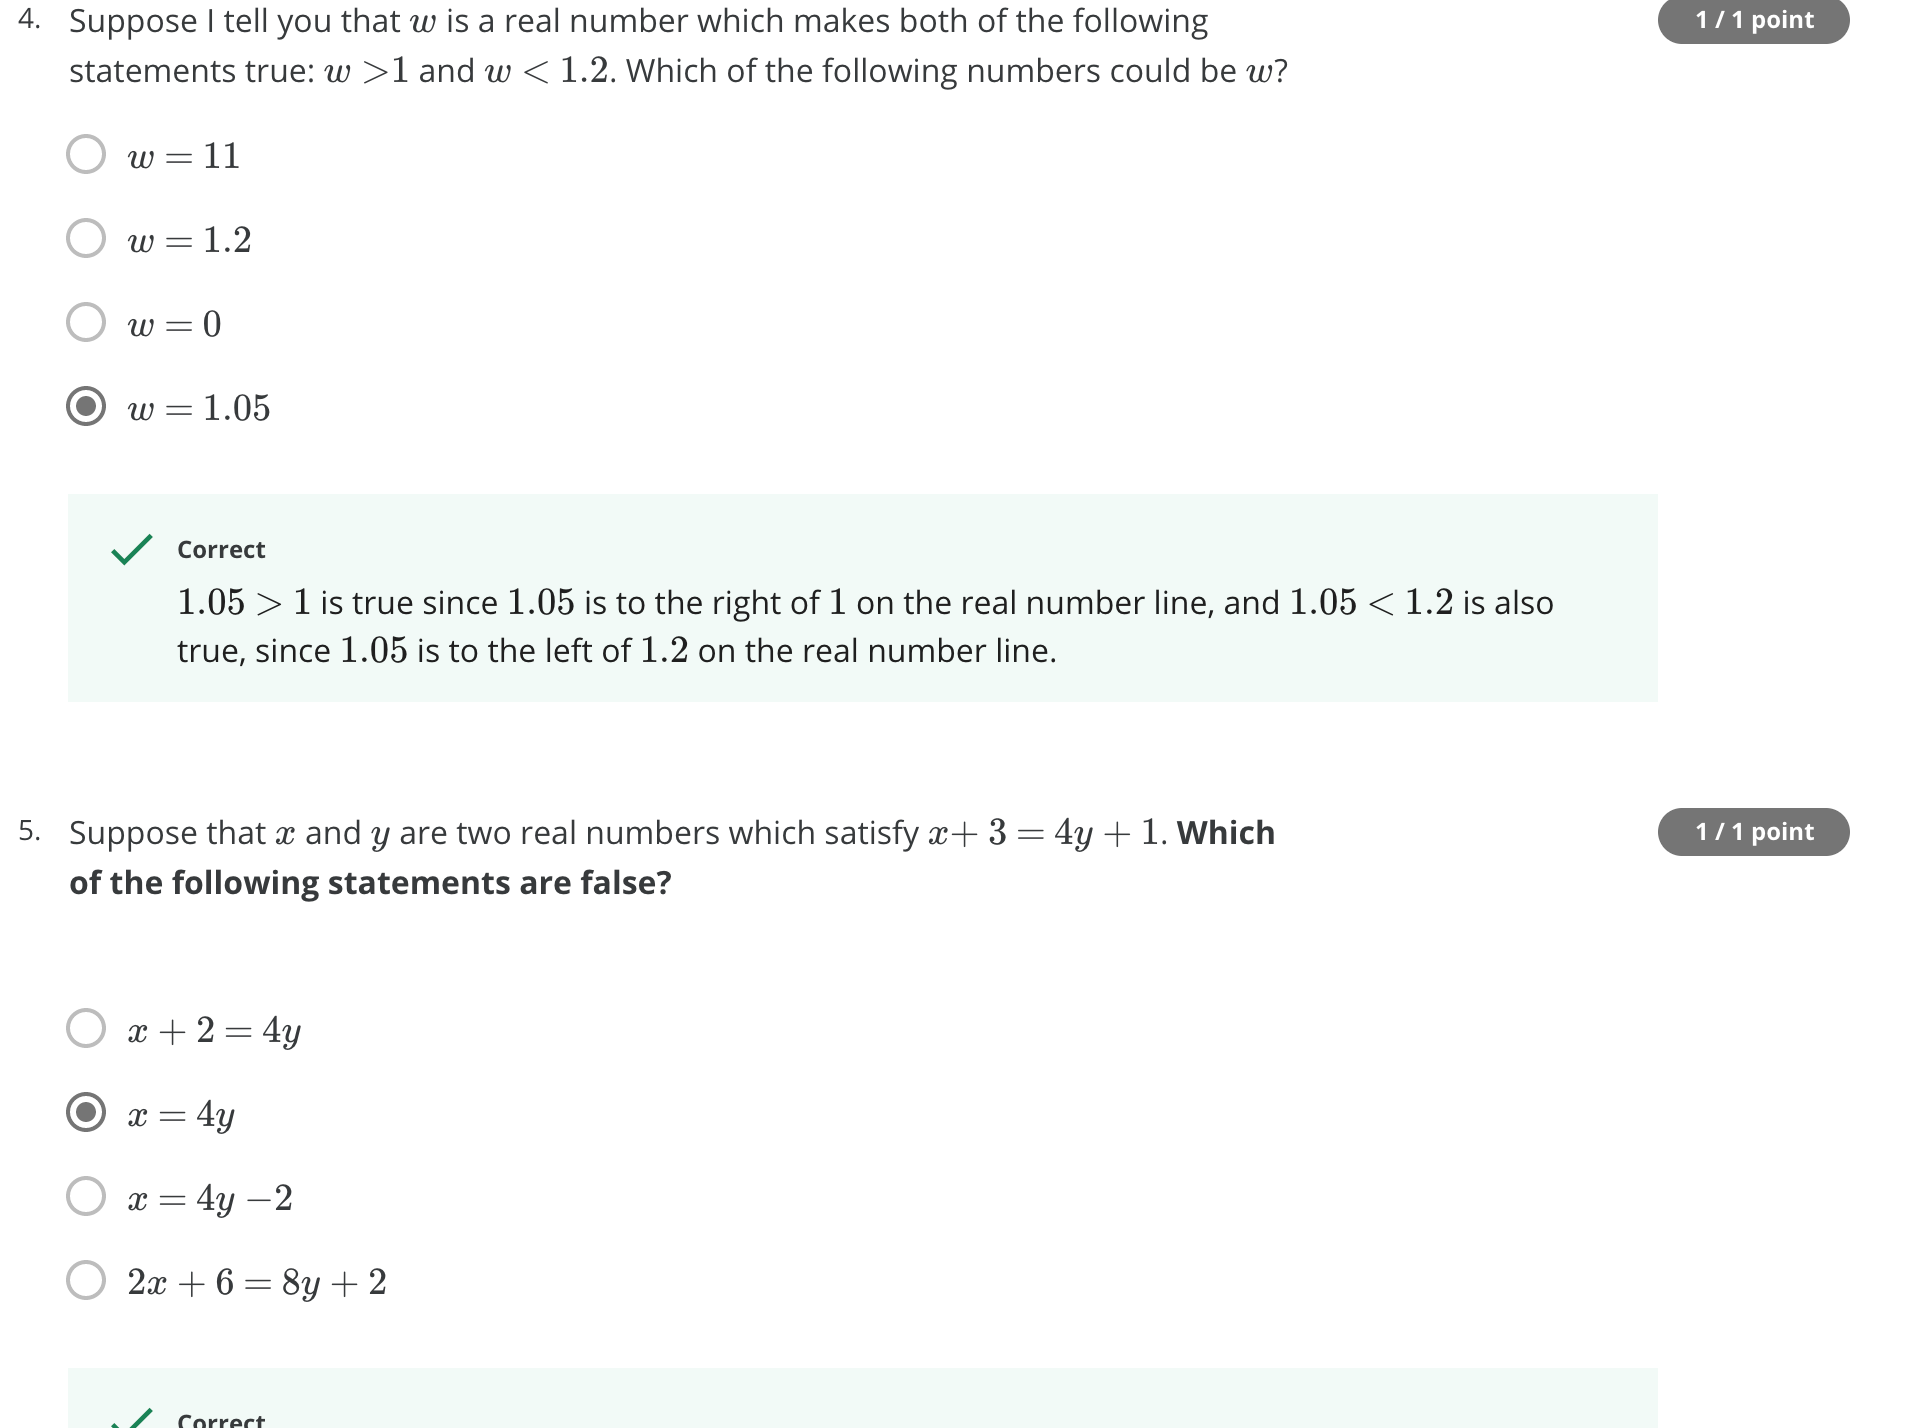 4. Suppose I tell you that w is a real number which makes both of the following
1 / 1 point
statements true: w >1 and w < 1.2. Which of the following numbers could be w?
w = 11
w = 1.2
w = 0
w = 1.05
Correct
1.05 > 1 is true since 1.05 is to the right of 1 on the real number line, and 1.05 < 1.2 is also
true, since 1.05 is to the left of 1.2 on the real number line.
5. Suppose that x and y are two real numbers which satisfy x+ 3 = 4y + 1. Which
1 / 1 point
of the following statements are false?
x + 2 = 4y
x = 4y
x = 4y −2
2x + 6 = 8y + 2
Correct